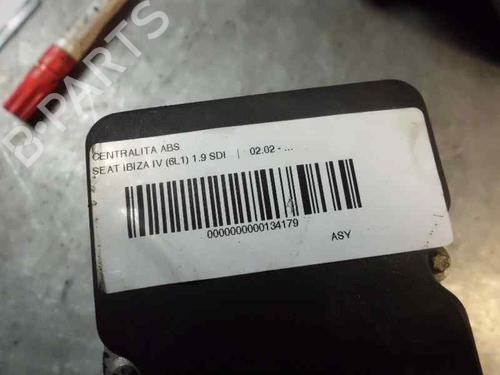 B-PARTS
CENTRALITA ABS
SEAT IBIZA IV (6L1) 1.9 SDI | 02.02 - ...
0000000000134179
ASY